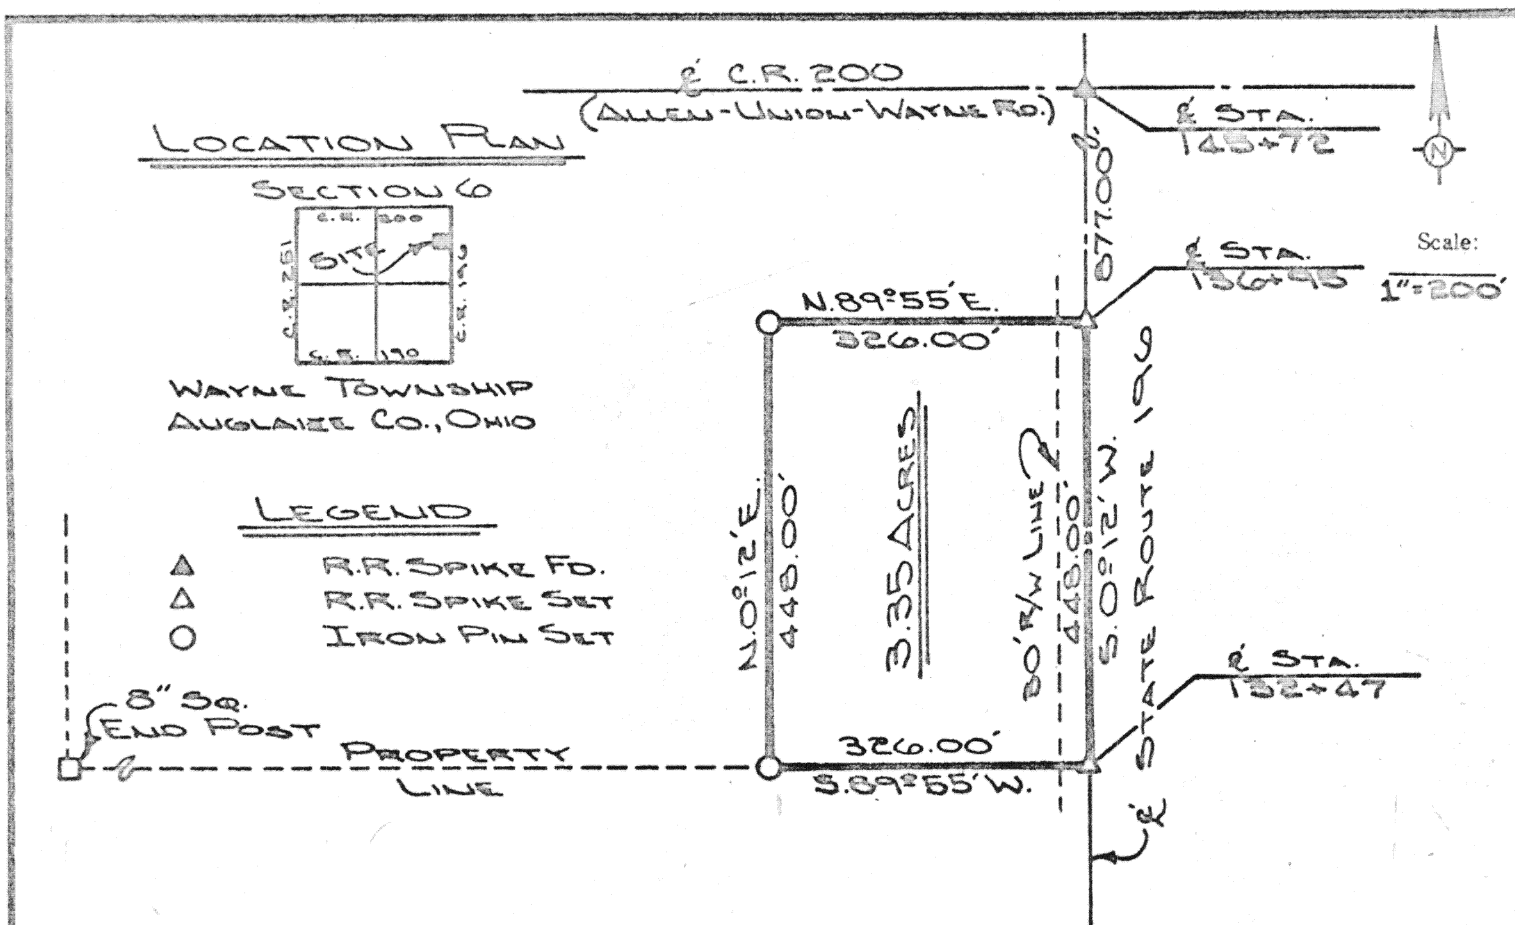 ℄ C.R. 200
(ALLEN-UNION-WAYNE RD.)
℄ STA.
145+72
LOCATION PLAN
SECTION 6
C.R. 200
C.R. 251
SITE
C.R. 196
C.R. 190
WAYNE TOWNSHIP
AUGLAIZE CO., OHIO
N
Scale:
1"=200'
877.00'
℄ STA.
136+95
N.89°55'E.
326.00'
N.0°12'E.
448.00'
3.35 ACRES
30' R/W LINE
448.00'
S.0°12'W.
℄ STATE ROUTE 196
LEGEND
R.R. SPIKE FD.
R.R. SPIKE SET
IRON PIN SET
8" SQ.
END POST
PROPERTY
LINE
326.00'
S.89°55'W.
℄ STA.
132+47